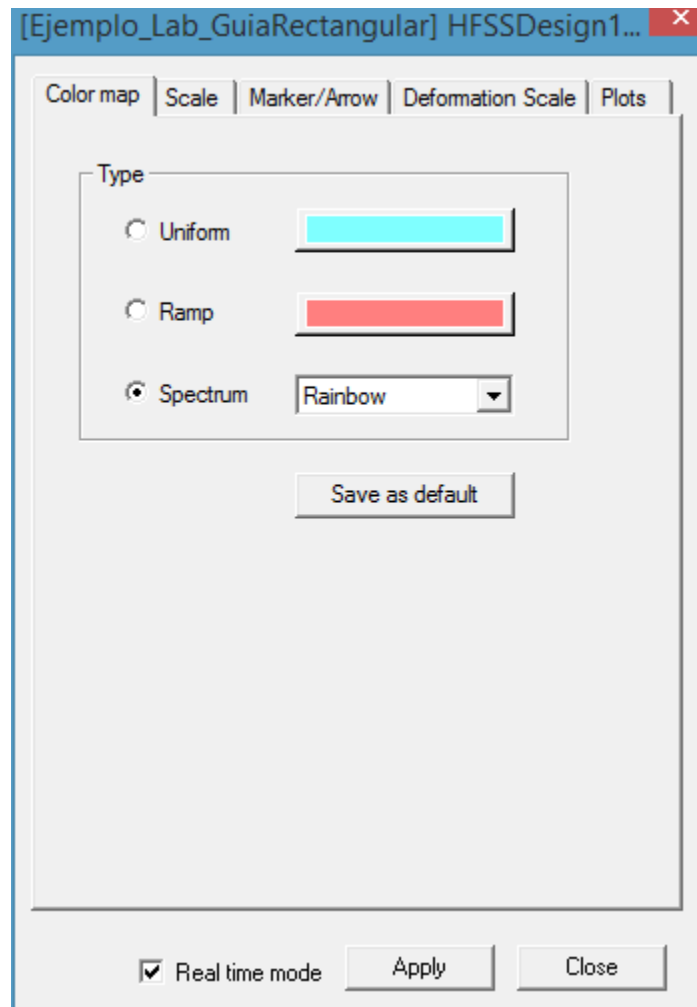 [Ejemplo_Lab_GuiaRectangular] HFSSDesign1...
Color map Scale Marker/Arrow Deformation Scale Plots
Type
Uniform
Ramp
Spectrum Rainbow
Save as default
Real time mode Apply Close